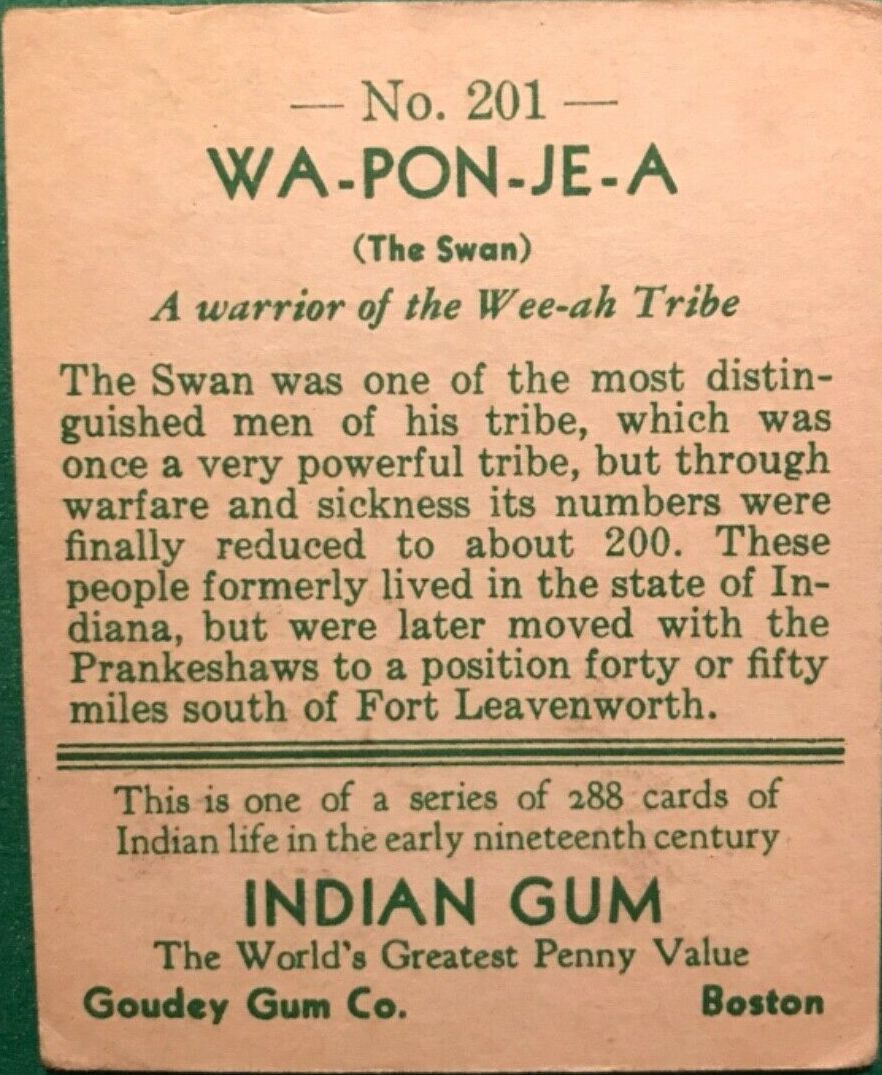 — No. 201 —
WA-PON-JE-A
(The Swan)
A warrior of the Wee-ah Tribe
The Swan was one of the most distin-
guished men of his tribe, which was
once a very powerful tribe, but through
warfare and sickness its numbers were
finally reduced to about 200. These
people formerly lived in the state of In-
diana, but were later moved with the
Prankeshaws to a position forty or fifty
miles south of Fort Leavenworth.
This is one of a series of 288 cards of
Indian life in the early nineteenth century
INDIAN GUM
The World's Greatest Penny Value
Goudey Gum Co. Boston